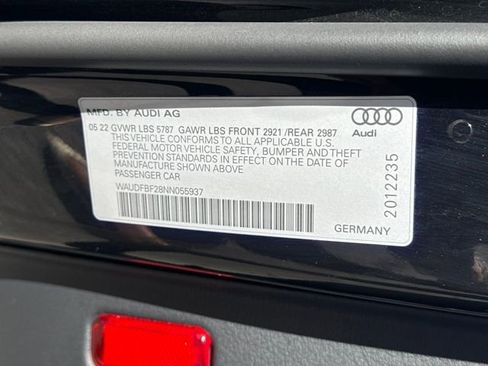 MFD. BY AUDI AG
05 22 GVWR LBS 5787 GAWR LBS FRONT 2921 /REAR 2987
THIS VEHICLE CONFORMS TO ALL APPLICABLE U.S.
FEDERAL MOTOR VEHICLE SAFETY, BUMPER AND THEFT
PREVENTION STANDARDS IN EFFECT ON THE DATE OF
MANUFACTURE SHOWN ABOVE
PASSENGER CAR
WAUDFBF28NN055937
Audi
2012235
GERMANY